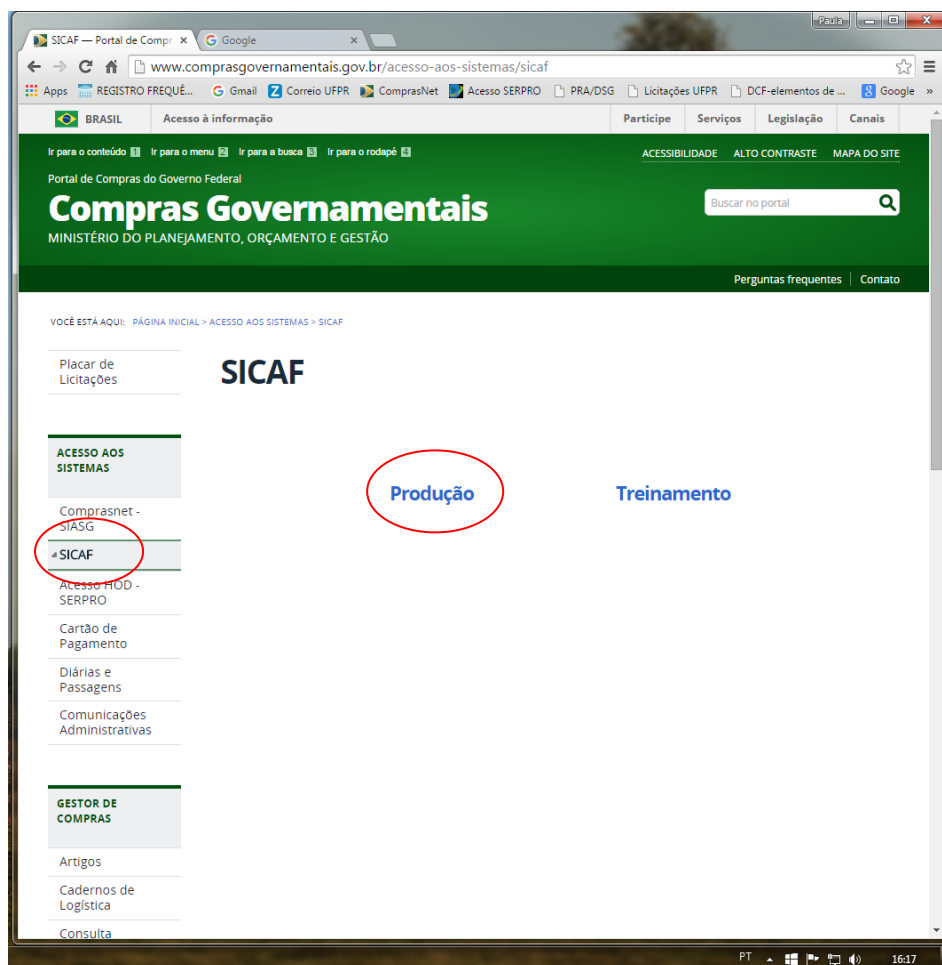 Paula
SICAF — Portal de Compr
Google
www.comprasgovernamentais.gov.br/acesso-aos-sistemas/sicaf
Apps REGISTRO FREQUÊ... Gmail Correio UFPR ComprasNet Acesso SERPRO PRA/DSG Licitações UFPR DCF-elementos de ... Google »
BRASIL Acesso à informação Participe Serviços Legislação Canais
Ir para o conteúdo 1 Ir para o menu 2 Ir para a busca 3 Ir para o rodapé 4 ACESSIBILIDADE ALTO CONTRASTE MAPA DO SITE
Portal de Compras do Governo Federal
Compras Governamentais
Buscar no portal
MINISTÉRIO DO PLANEJAMENTO, ORÇAMENTO E GESTÃO
Perguntas frequentes Contato
VOCÊ ESTÁ AQUI: PÁGINA INICIAL > ACESSO AOS SISTEMAS > SICAF
Placar de
Licitações
SICAF
ACESSO AOS
SISTEMAS
Produção Treinamento
Comprasnet -
SIASG
SICAF
Acesso HOD -
SERPRO
Cartão de
Pagamento
Diárias e
Passagens
Comunicações
Administrativas
GESTOR DE
COMPRAS
Artigos
Cadernos de
Logística
Consulta
PT 16:17